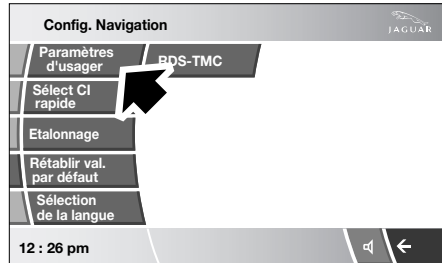 Config. Navigation
JAGUAR
Paramètres
d'usager
RDS-TMC
Sélect CI
rapide
Etalonnage
Rétablir val.
par défaut
Sélection
de la langue
12 : 26 pm